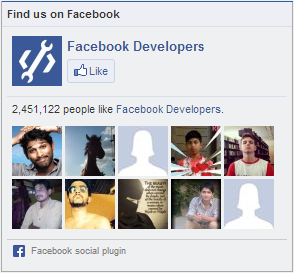 Find us on Facebook
Facebook Developers
Like
2,451,122 people like Facebook Developers.
Facebook social plugin